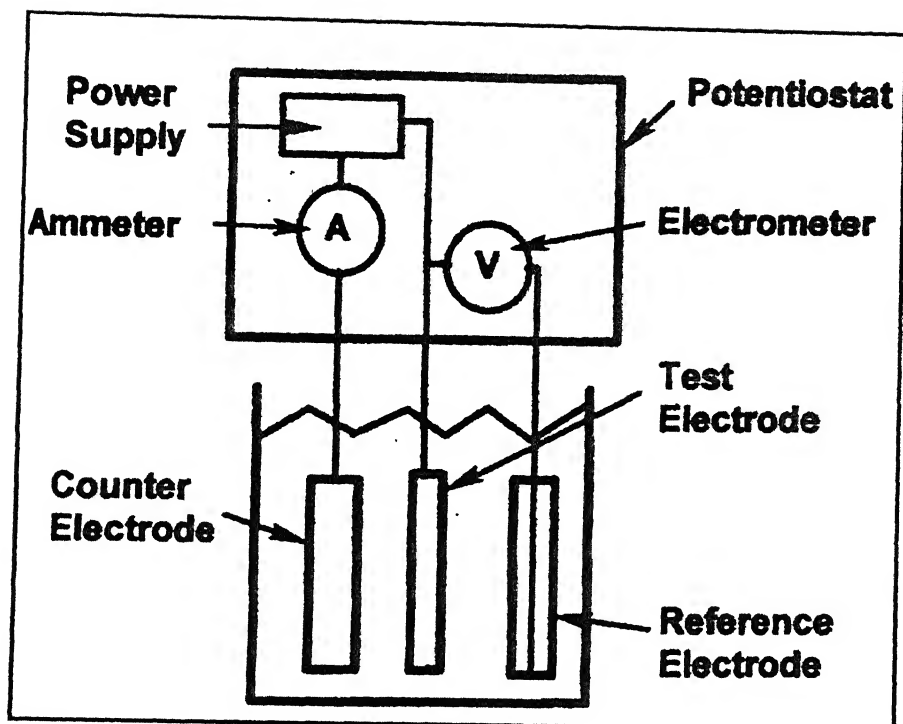 Power
Supply
Potentiostat
Ammeter
A
Electrometer
V
Test
Electrode
Counter
Electrode
Reference
Electrode